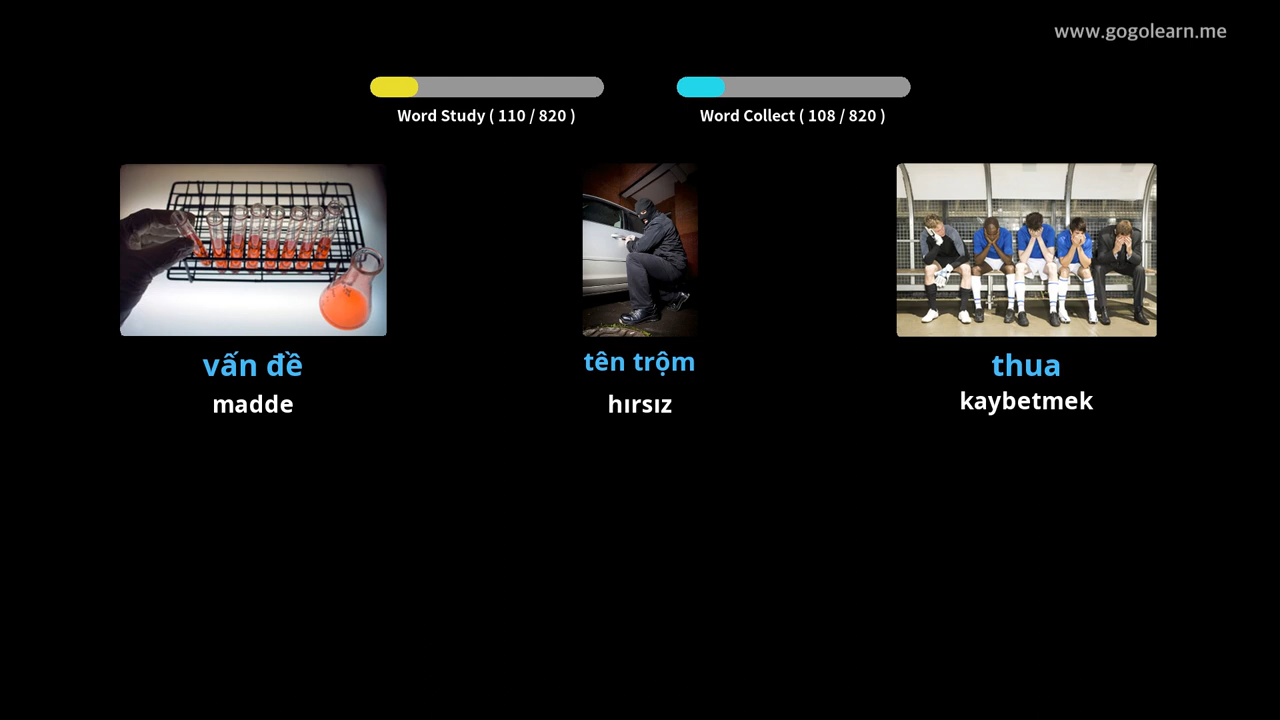 www.gogolearn.me
Word Study ( 110 / 820 )
Word Collect ( 108 / 820 )
vấn đề
madde
tên trộm
hırsız
thua
kaybetmek